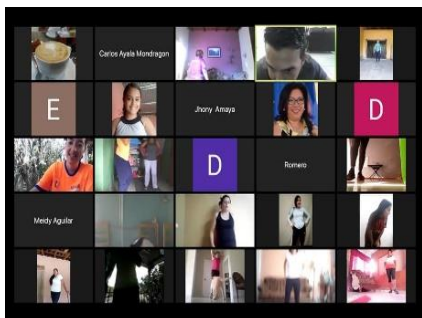 Carlos Ayala Mondragon
E
Jhony Amaya
D
D
Romero
Meidy Aguilar